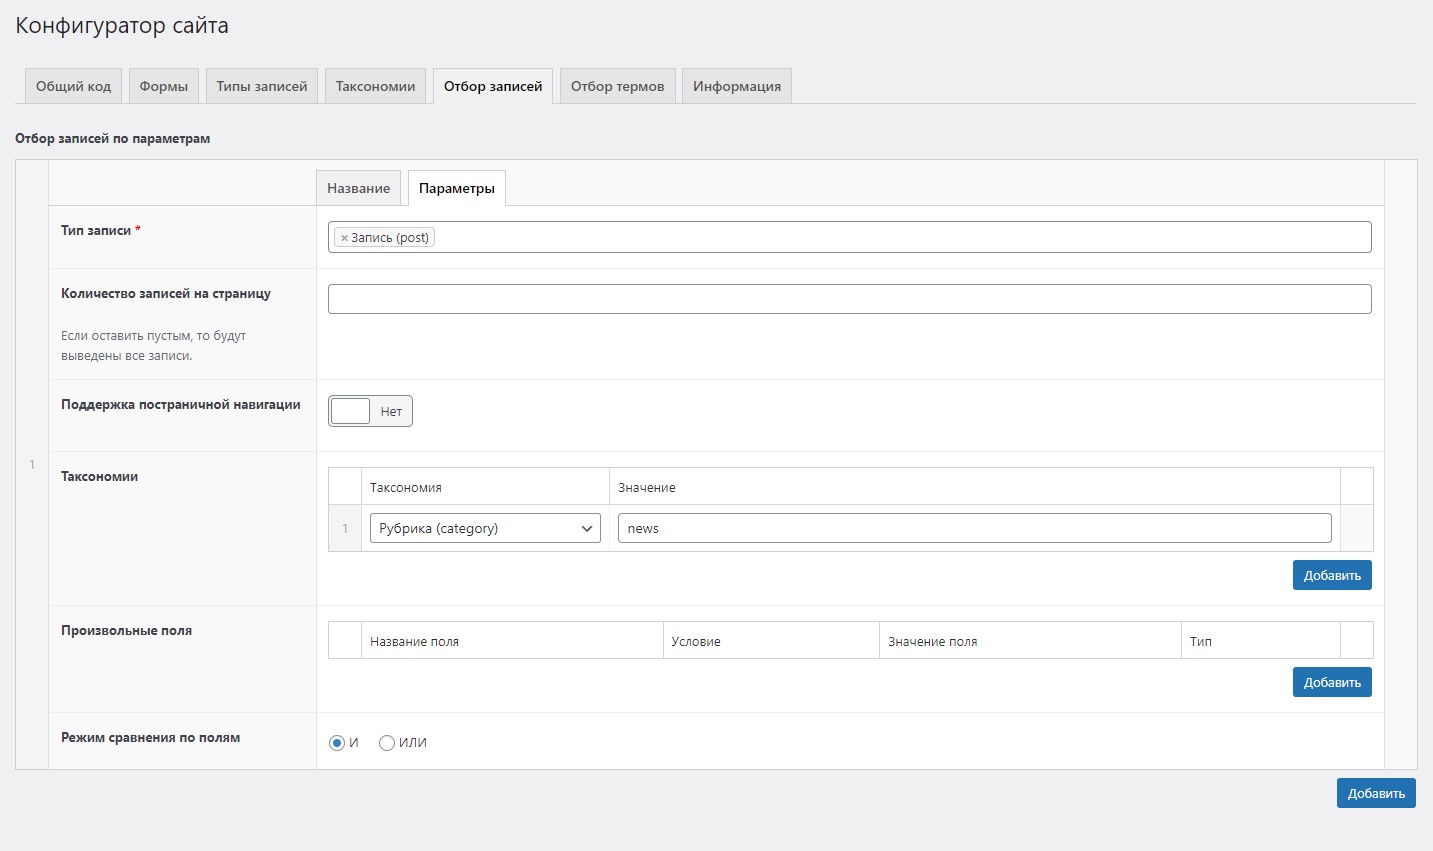 Конфигуратор сайта
Общий код Формы Типы записей Таксономии Отбор записей Отбор термов Информация
Отбор записей по параметрам
Название Параметры
Тип записи *
× Запись (post)
Количество записей на страницу
Если оставить пустым, то будут
выведены все записи.
Поддержка постраничной навигации
Нет
1
Таксономии
Таксономия Значение
1 Рубрика (category) news
Добавить
Произвольные поля
Название поля Условие Значение поля Тип
Добавить
Режим сравнения по полям
И ИЛИ
Добавить